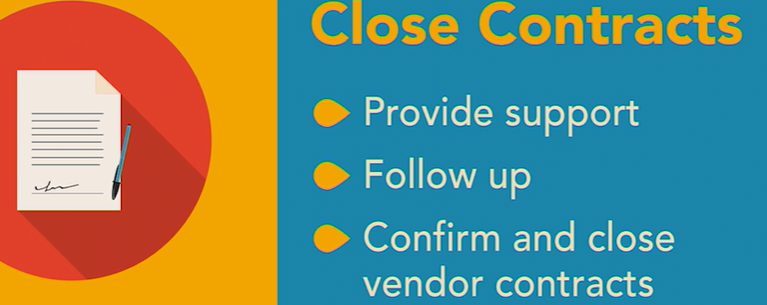 Close Contracts
Provide support
Follow up
Confirm and close
vendor contracts